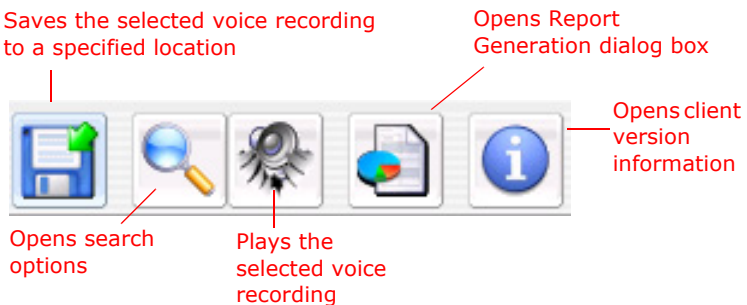 Saves the selected voice recording
to a specified location
Opens Report
Generation dialog box
Opens client
version
information
Opens search
options
Plays the
selected voice
recording